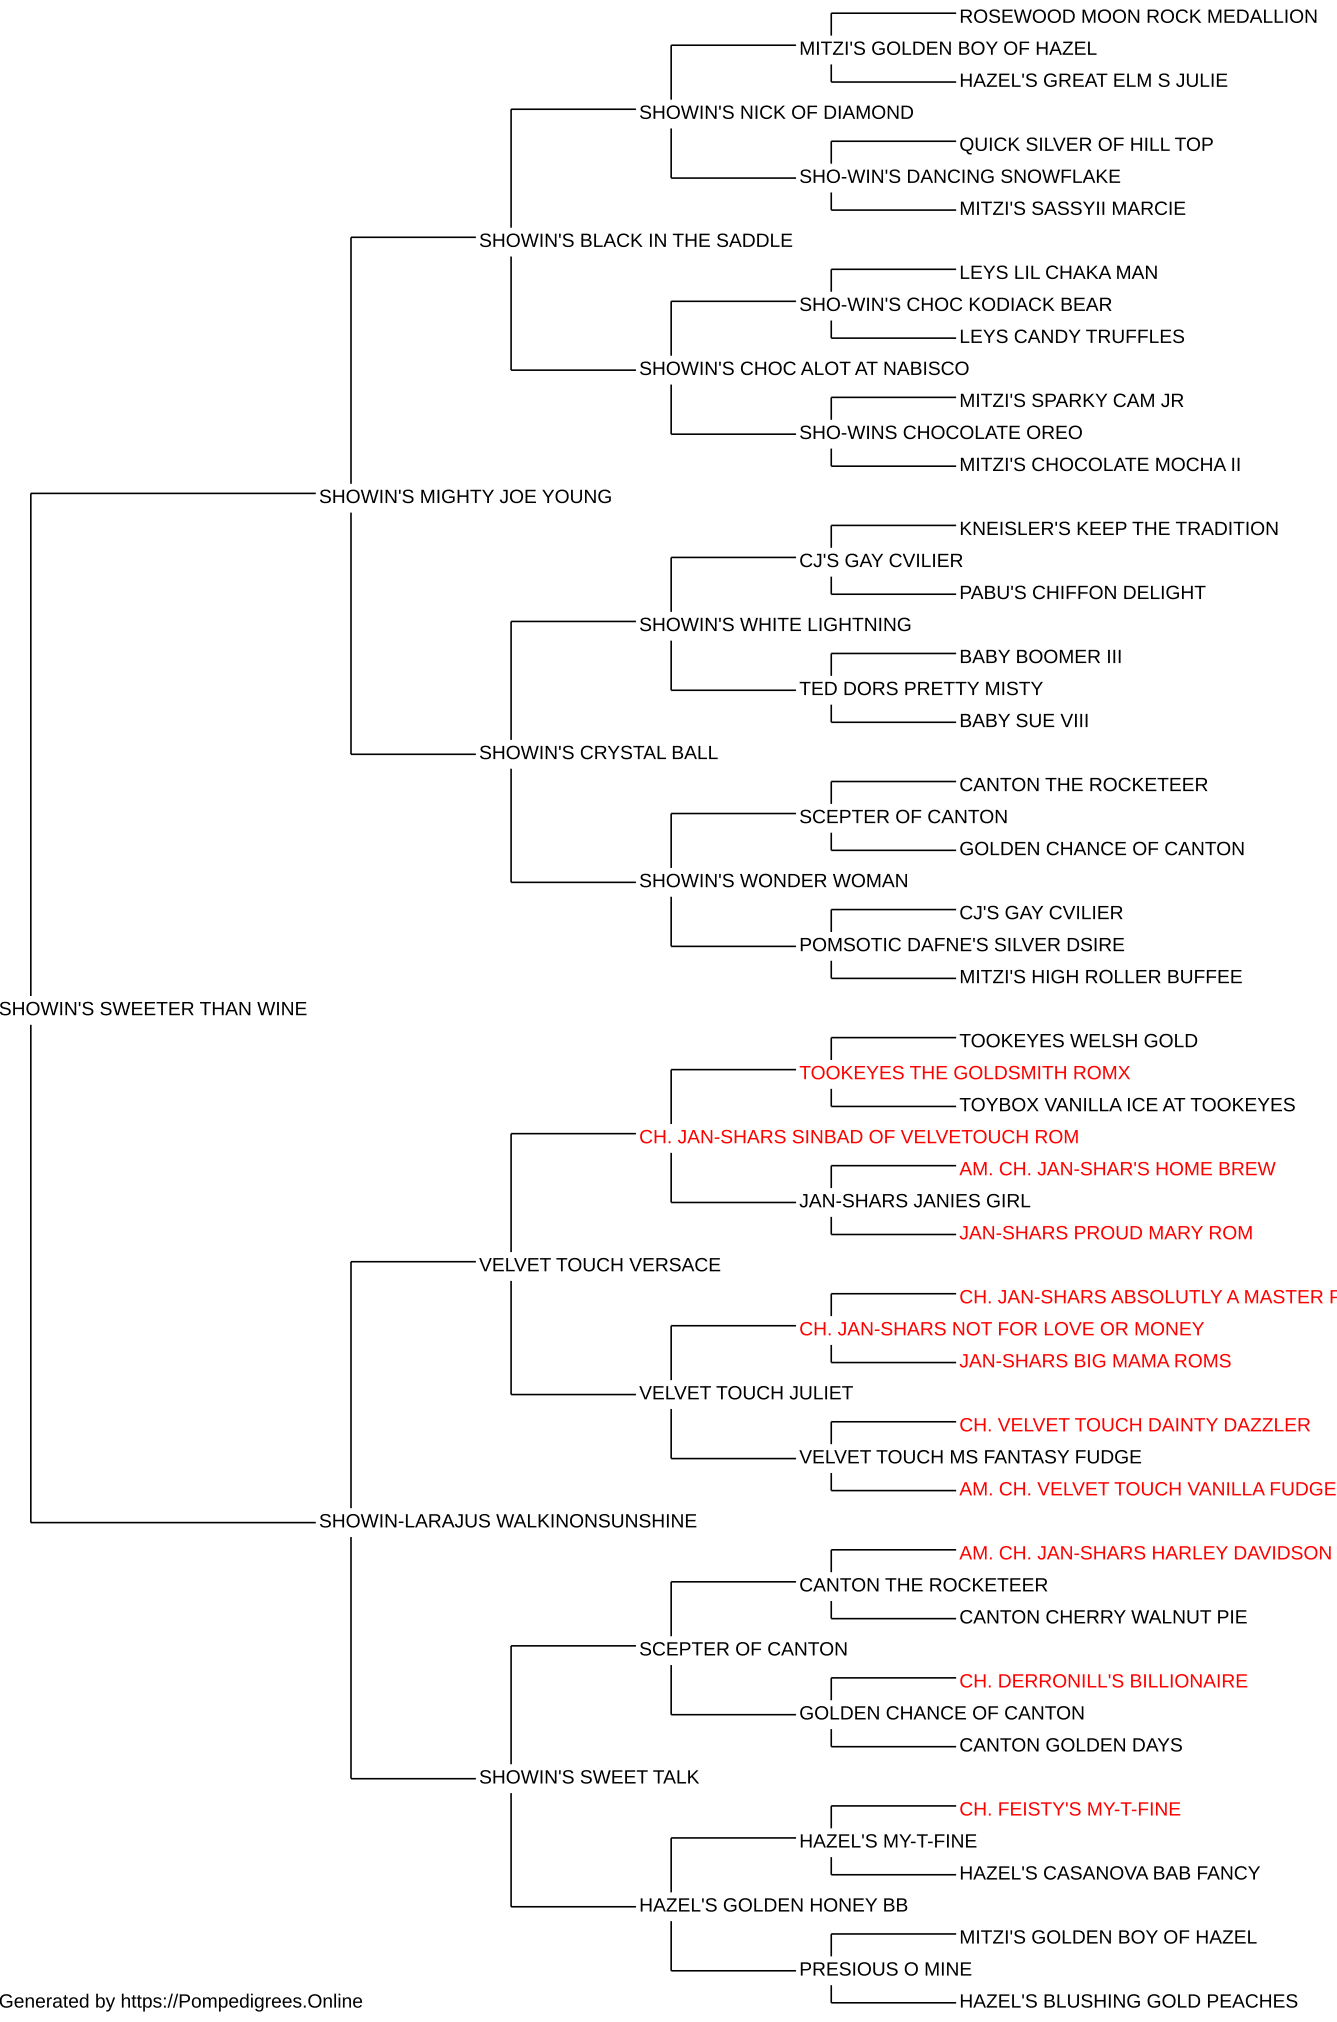 ROSEWOOD MOON ROCK MEDALLION
MITZI'S GOLDEN BOY OF HAZEL
HAZEL'S GREAT ELM S JULIE
SHOWIN'S NICK OF DIAMOND
QUICK SILVER OF HILL TOP
SHO-WIN'S DANCING SNOWFLAKE
MITZI'S SASSYII MARCIE
SHOWIN'S BLACK IN THE SADDLE
LEYS LIL CHAKA MAN
SHO-WIN'S CHOC KODIACK BEAR
LEYS CANDY TRUFFLES
SHOWIN'S CHOC ALOT AT NABISCO
MITZI'S SPARKY CAM JR
SHO-WINS CHOCOLATE OREO
MITZI'S CHOCOLATE MOCHA II
SHOWIN'S MIGHTY JOE YOUNG
KNEISLER'S KEEP THE TRADITION
CJ'S GAY CVILIER
PABU'S CHIFFON DELIGHT
SHOWIN'S WHITE LIGHTNING
BABY BOOMER III
TED DORS PRETTY MISTY
BABY SUE VIII
SHOWIN'S CRYSTAL BALL
CANTON THE ROCKETEER
SCEPTER OF CANTON
GOLDEN CHANCE OF CANTON
SHOWIN'S WONDER WOMAN
CJ'S GAY CVILIER
POMSOTIC DAFNE'S SILVER DSIRE
MITZI'S HIGH ROLLER BUFFEE
SHOWIN'S SWEETER THAN WINE
TOOKEYES WELSH GOLD
TOOKEYES THE GOLDSMITH ROMX
TOYBOX VANILLA ICE AT TOOKEYES
CH. JAN-SHARS SINBAD OF VELVETOUCH ROM
AM. CH. JAN-SHAR'S HOME BREW
JAN-SHARS JANIES GIRL
JAN-SHARS PROUD MARY ROM
VELVET TOUCH VERSACE
CH. JAN-SHARS ABSOLUTLY A MASTER
CH. JAN-SHARS NOT FOR LOVE OR MONEY
JAN-SHARS BIG MAMA ROMS
VELVET TOUCH JULIET
CH. VELVET TOUCH DAINTY DAZZLER
VELVET TOUCH MS FANTASY FUDGE
AM. CH. VELVET TOUCH VANILLA FUDGE
SHOWIN-LARAJUS WALKINONSUNSHINE
AM. CH. JAN-SHARS HARLEY DAVIDSON
CANTON THE ROCKETEER
CANTON CHERRY WALNUT PIE
SCEPTER OF CANTON
CH. DERRONILL'S BILLIONAIRE
GOLDEN CHANCE OF CANTON
CANTON GOLDEN DAYS
SHOWIN'S SWEET TALK
CH. FEISTY'S MY-T-FINE
HAZEL'S MY-T-FINE
HAZEL'S CASANOVA BAB FANCY
HAZEL'S GOLDEN HONEY BB
MITZI'S GOLDEN BOY OF HAZEL
PRESIOUS O MINE
HAZEL'S BLUSHING GOLD PEACHES
Generated by https://Pompedigrees.Online